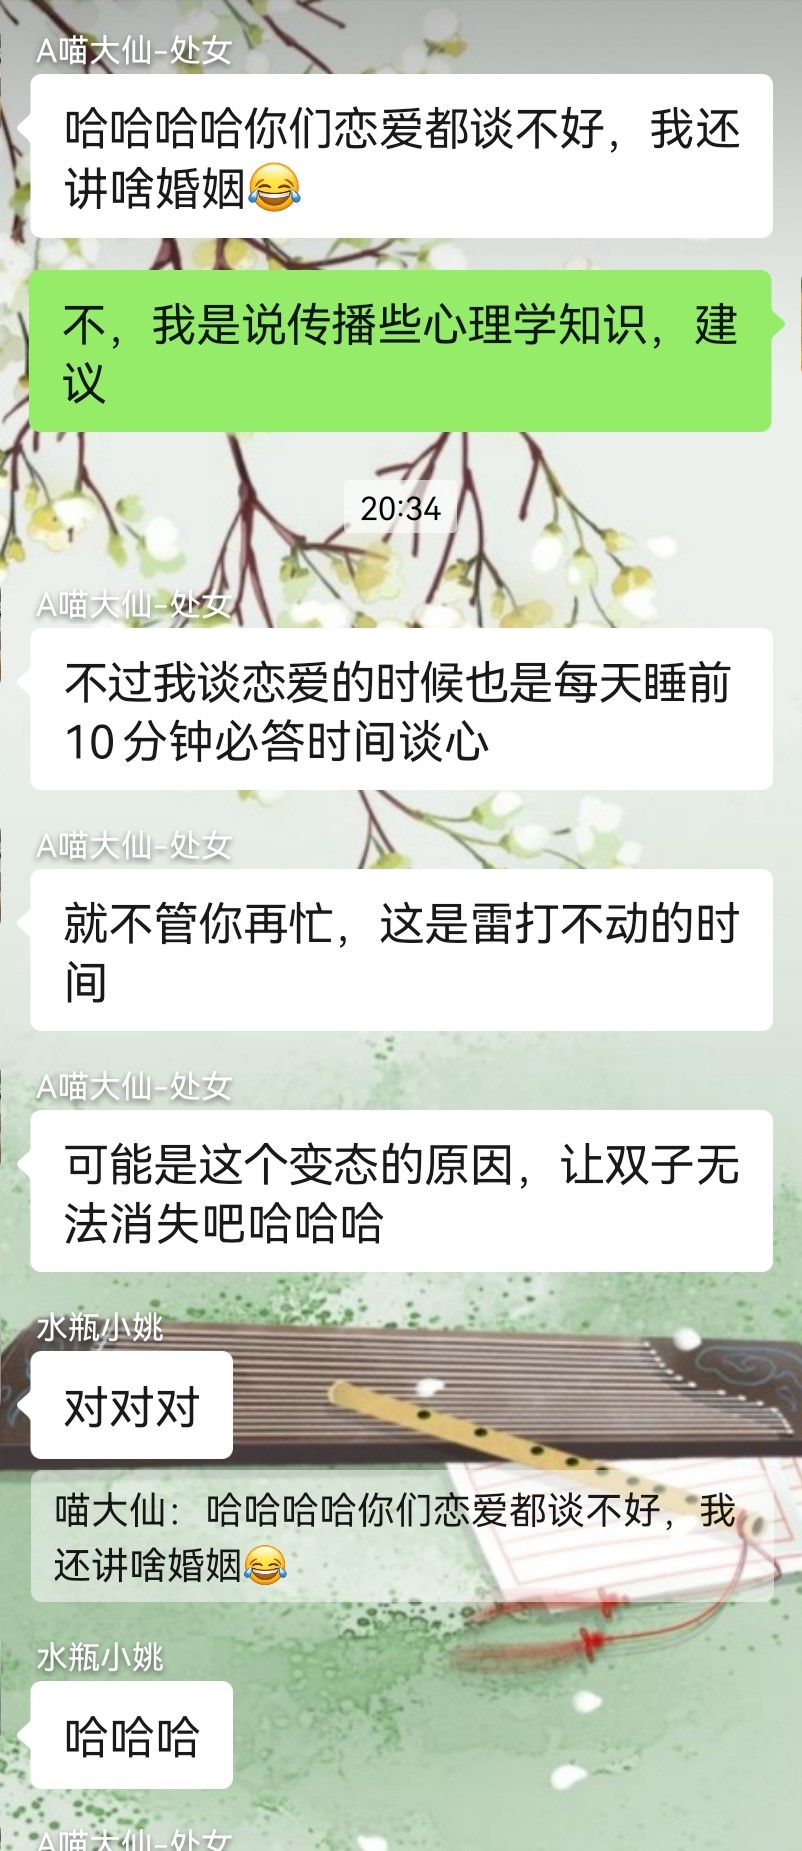 A喵大仙-处女
哈哈哈哈你们恋爱都谈不好，我还
讲啥婚姻😂
不，我是说传播些心理学知识，建
议
20:34
A喵大仙-处女
不过我谈恋爱的时候也是每天睡前
10分钟必答时间谈心
A喵大仙-处女
就不管你再忙，这是雷打不动的时
间
A喵大仙-处女
可能是这个变态的原因，让双子无
法消失吧哈哈哈
水瓶小姚
对对对
喵大仙：哈哈哈哈你们恋爱都谈不好，我
还讲啥婚姻😂
水瓶小姚
哈哈哈
A喵大仙-处女